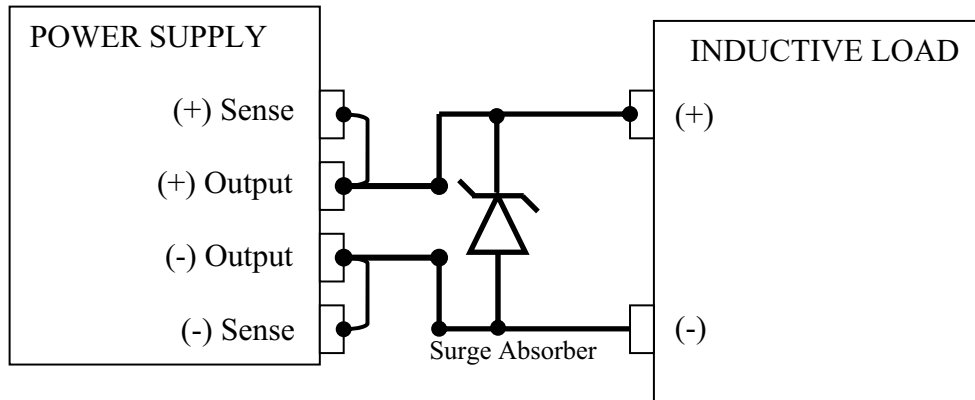 POWER SUPPLY
(+) Sense
(+) Output
(-) Output
(-) Sense
Surge Absorber
INDUCTIVE LOAD
(+)
(-)